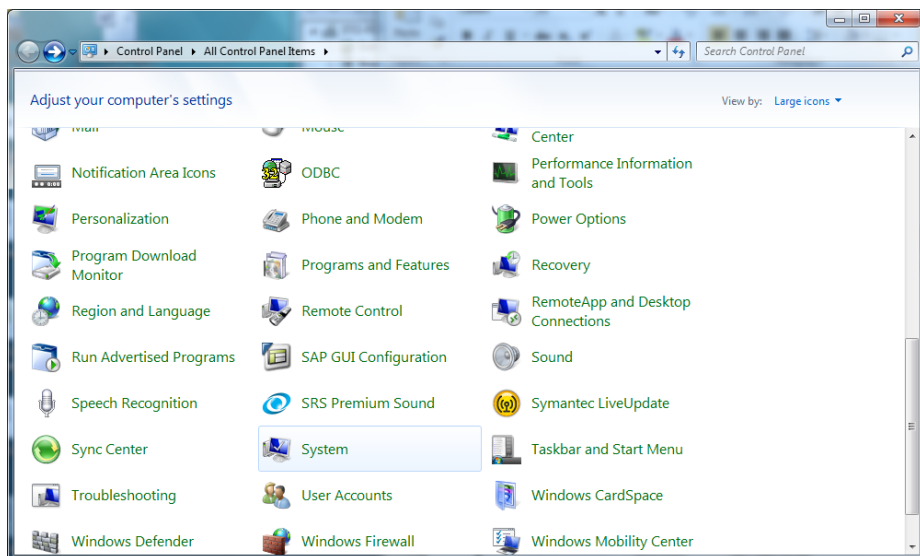 Control Panel ▸ All Control Panel Items ▸
Search Control Panel
Adjust your computer's settings
View by: Large icons
Mail
Mouse
Center
Notification Area Icons
ODBC
Performance Information
and Tools
Personalization
Phone and Modem
Power Options
Program Download
Monitor
Programs and Features
Recovery
Region and Language
Remote Control
RemoteApp and Desktop
Connections
Run Advertised Programs
SAP GUI Configuration
Sound
Speech Recognition
SRS Premium Sound
Symantec LiveUpdate
Sync Center
System
Taskbar and Start Menu
Troubleshooting
User Accounts
Windows CardSpace
Windows Defender
Windows Firewall
Windows Mobility Center